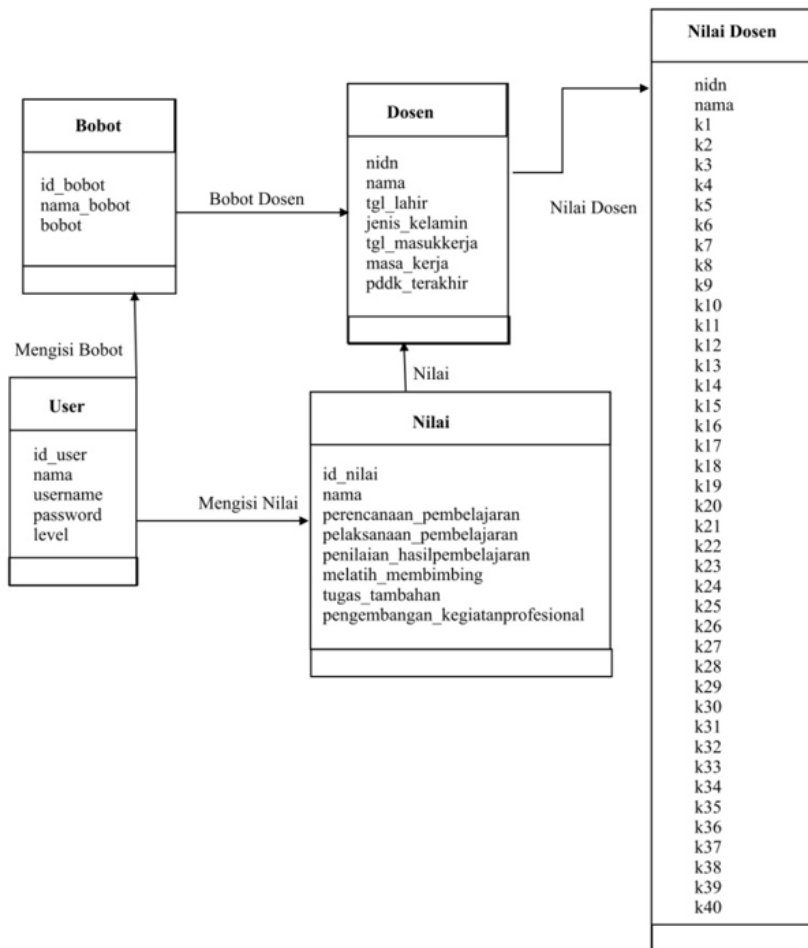 Bobot
id_bobot
nama_bobot
bobot
Bobot Dosen
Dosen
nidn
nama
tgl_lahir
jenis_kelamin
tgl_masukkerja
masa_kerja
pddk_terakhir
Nilai Dosen
Nilai Dosen
nidn
nama
k1
k2
k3
k4
k5
k6
k7
k8
k9
k10
k11
k12
k13
k14
k15
k16
k17
k18
k19
k20
k21
k22
k23
k24
k25
k26
k27
k28
k29
k30
k31
k32
k33
k34
k35
k36
k37
k38
k39
k40
Mengisi Bobot
User
id_user
nama
username
password
level
Mengisi Nilai
Nilai
Nilai
id_nilai
nama
perencanaan_pembelajaran
pelaksanaan_pembelajaran
penilaian_hasilpembelajaran
melatih_membimbing
tugas_tambahan
pengembangan_kegiatanprofesional